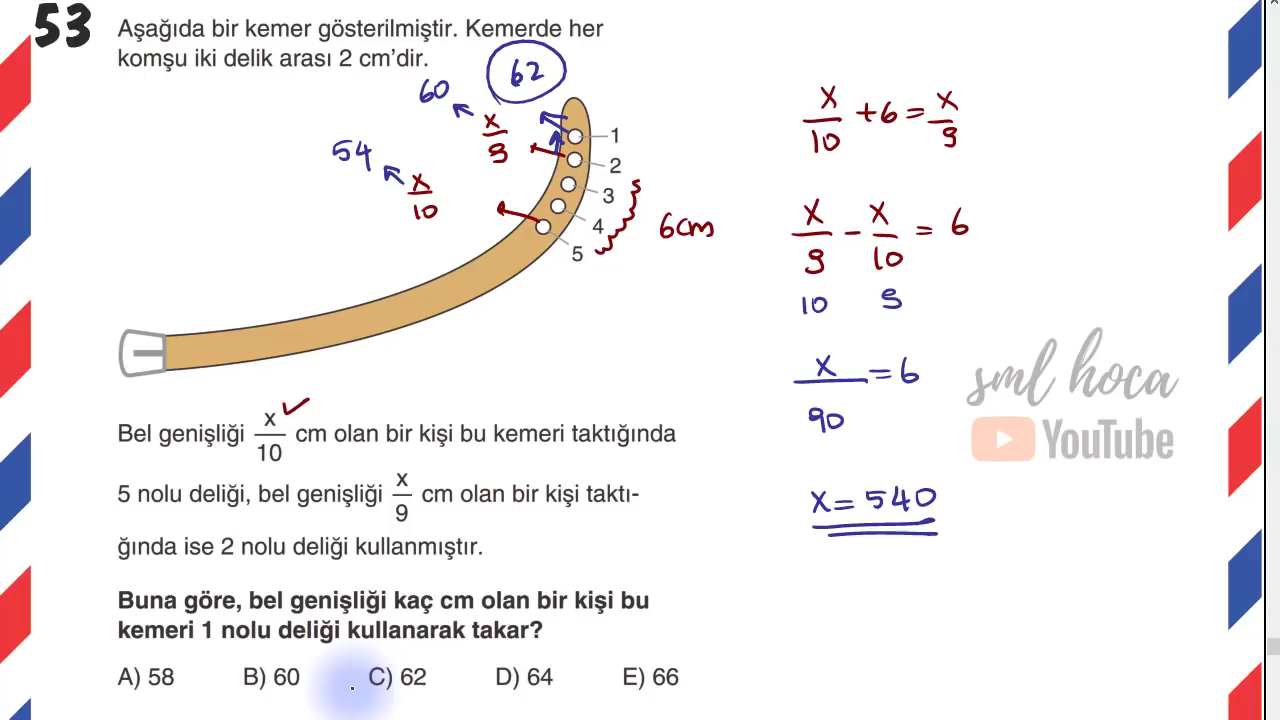 53
Aşağıda bir kemer gösterilmiştir. Kemerde her
komşu iki delik arası 2 cm'dir.
62
60
x/9
54
x/10
1
2
3
4
5
6cm
x/10 + 6 = x/9
x/9 - x/10 = 6
10 9
x/90 = 6
x = 540
sml hoca
YouTube
Bel genişliği x/10 cm olan bir kişi bu kemeri taktığında
5 nolu deliği, bel genişliği x/9 cm olan bir kişi taktı-
ğında ise 2 nolu deliği kullanmıştır.
Buna göre, bel genişliği kaç cm olan bir kişi bu
kemeri 1 nolu deliği kullanarak takar?
A) 58 B) 60 C) 62 D) 64 E) 66